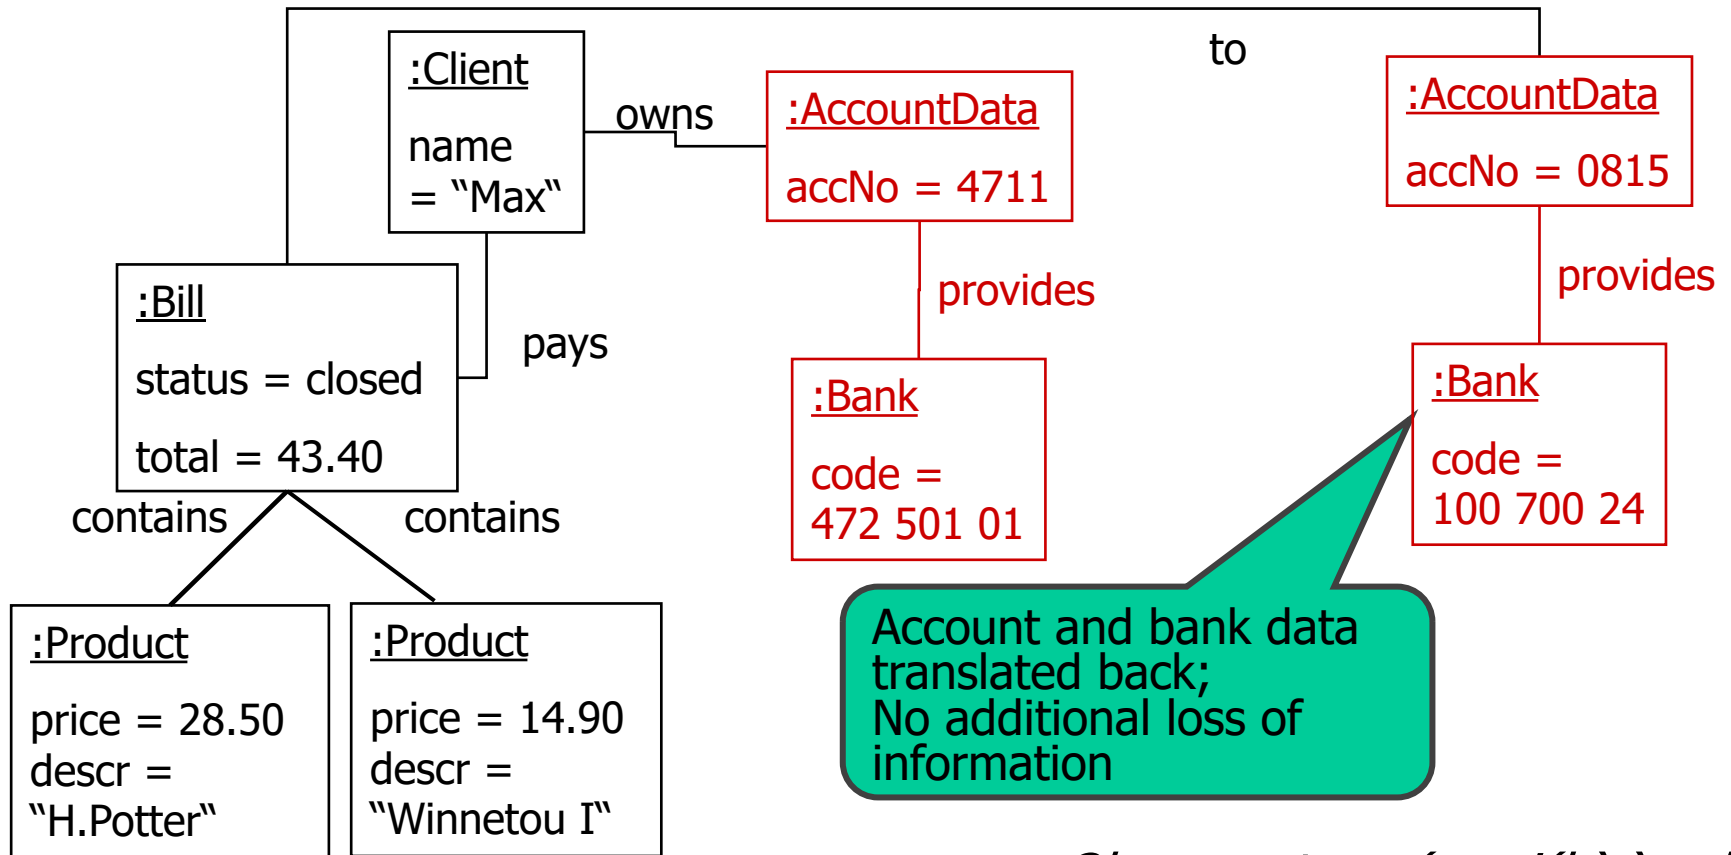 to
:Client
name
= “Max“
owns
:AccountData
accNo = 4711
:AccountData
accNo = 0815
provides
provides
:Bill
status = closed
total = 43.40
pays
:Bank
code =
472 501 01
:Bank
code =
100 700 24
contains
contains
:Product
price = 28.50
descr =
“H.Potter“
:Product
price = 14.90
descr =
“Winnetou I“
Account and bank data
translated back;
No additional loss of
information